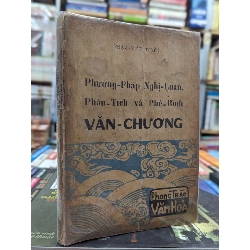 Phương-Pháp Nghị-Luận,
Phân-Tích và Phê-Bình
VĂN-CHƯƠNG
Phong Trào
Văn Hoá